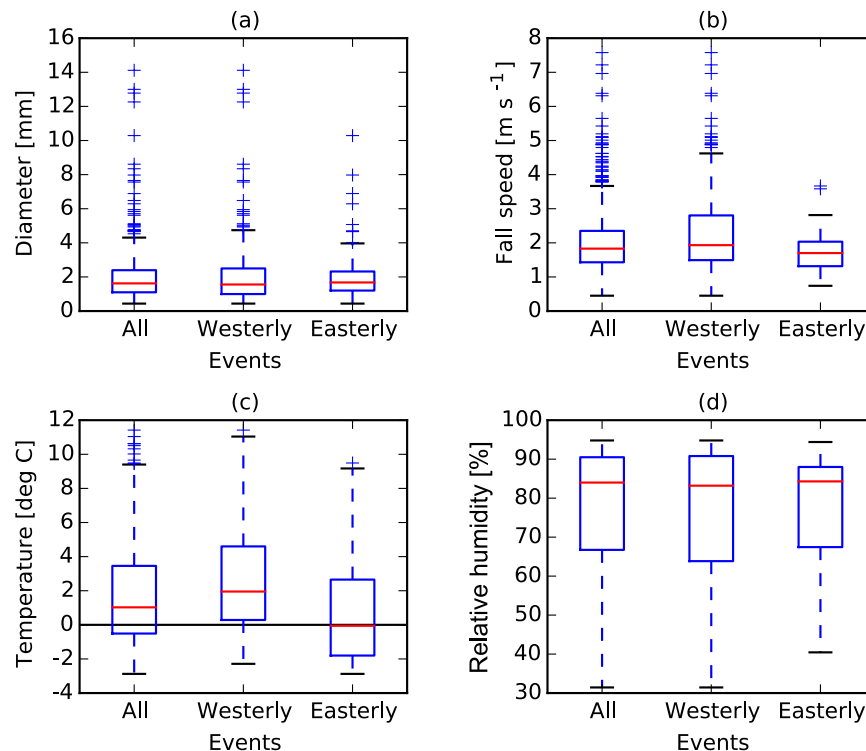 (a)
16
14
12
10
8
6
4
2
0
Diameter [mm]
All Westerly Easterly
Events
(b)
8
7
6
5
4
3
2
1
0
Fall speed [m s⁻¹]
All Westerly Easterly
Events
(c)
12
10
8
6
4
2
0
-2
-4
Temperature [deg C]
All Westerly Easterly
Events
(d)
100
90
80
70
60
50
40
30
Relative humidity [%]
All Westerly Easterly
Events